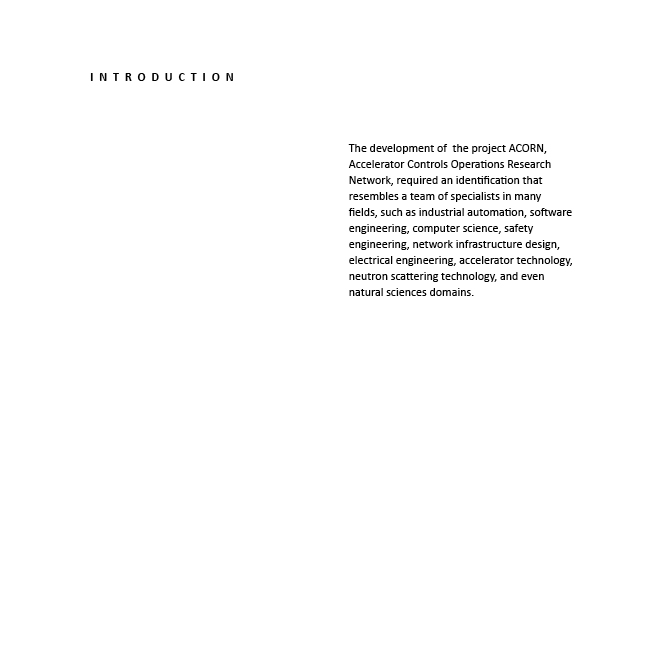 INTRODUCTION
The development of  the project ACORN,
Accelerator Controls Operations Research
Network, required an identification that
resembles a team of specialists in many
fields, such as industrial automation, software
engineering, computer science, safety
engineering, network infrastructure design,
electrical engineering, accelerator technology,
neutron scattering technology, and even
natural sciences domains.